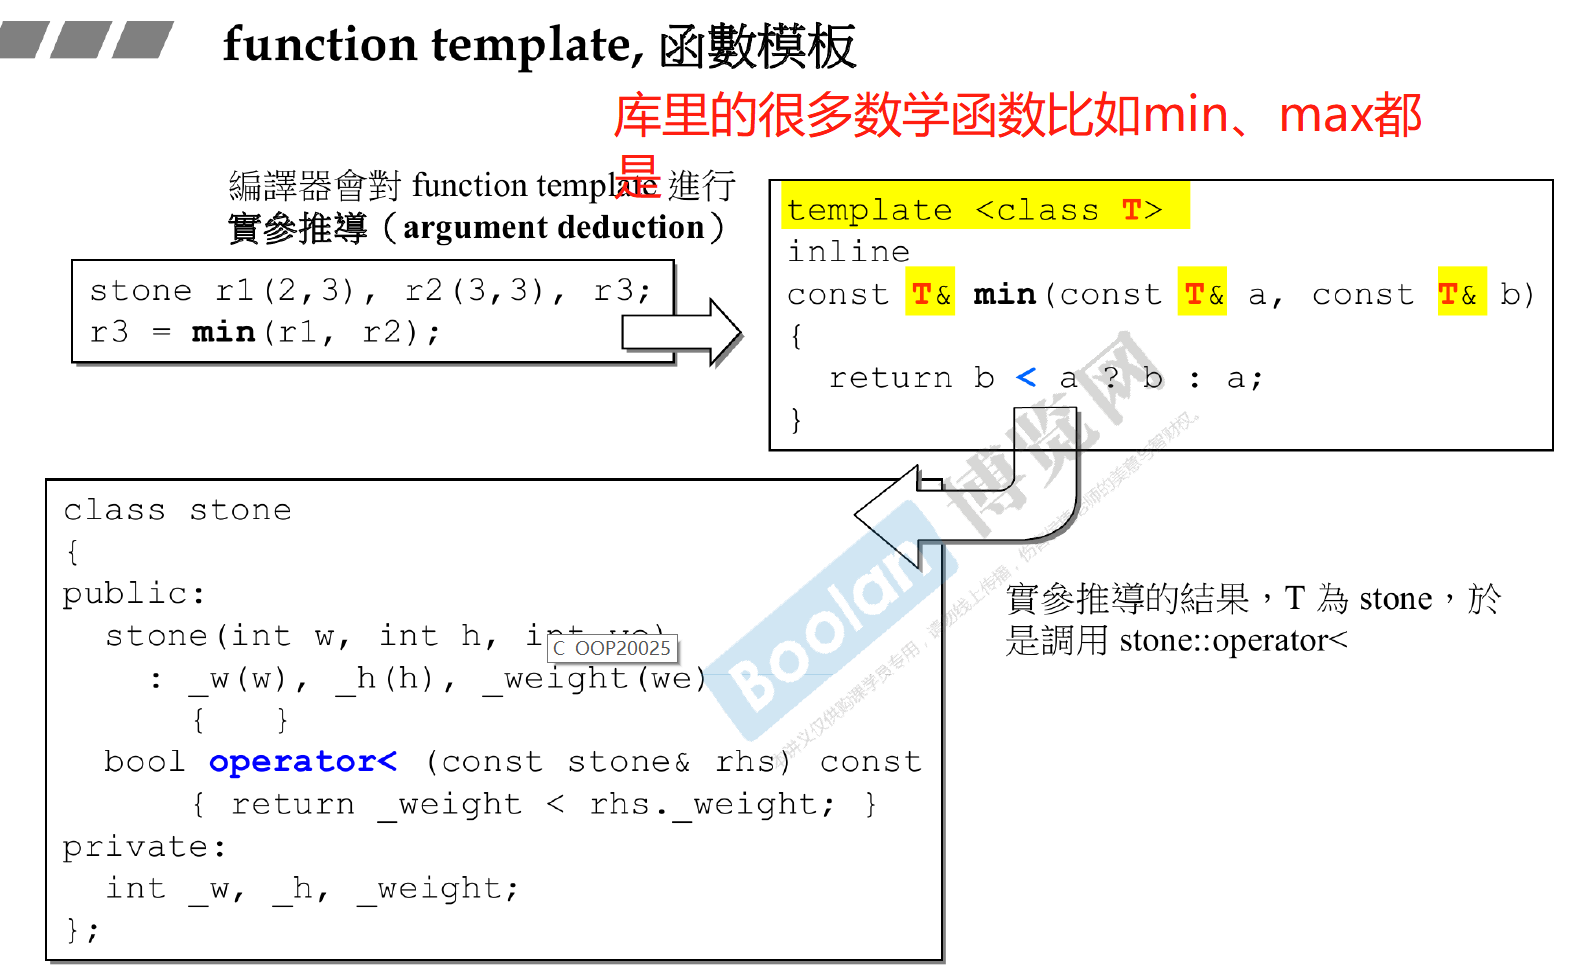 function template, 函數模板
库里的很多数学函数比如min、max都
是
編譯器會對 function template 進行
實參推導（argument deduction）
stone r1(2,3), r2(3,3), r3;
r3 = min(r1, r2);
template <class T>
inline
const T& min(const T& a, const T& b)
{
return b < a ? b : a;
}
class stone
{
public:
stone(int w, int h, int we)
: _w(w), _h(h), _weight(we)
{ }
bool operator< (const stone& rhs) const
{ return _weight < rhs._weight; }
private:
int _w, _h, _weight;
};
C OOP20025
實參推導的結果，T 為 stone，於
是調用 stone::operator<
Boolan 博览网